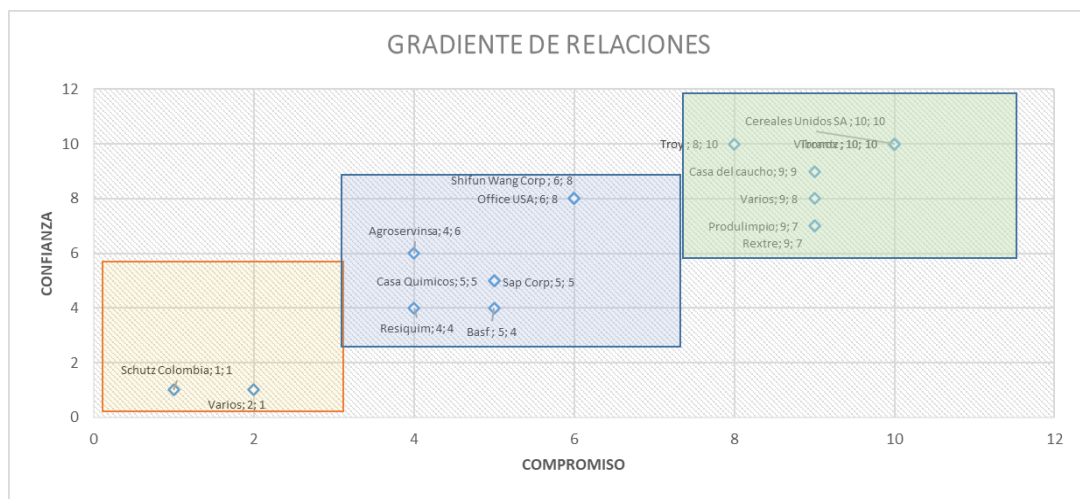 GRADIENTE DE RELACIONES
CONFIANZA
12
10
8
6
4
2
0
Cereales Unidos SA ; 10; 10
Troy ; 8; 10
; 10; 10
Casa del caucho; 9; 9
Shifun Wang Corp ; 6; 8
Office USA; 6; 8
Varios; 9; 8
Produlimpio; 9; 7
Rextre; 9; 7
Agroservinsa; 4; 6
Casa Quimicos; 5; 5
Sap Corp; 5; 5
Resiquim; 4; 4
Basf ; 5; 4
Schutz Colombia; 1; 1
Varios; 2; 1
0 2 4 6 8 10 12
COMPROMISO